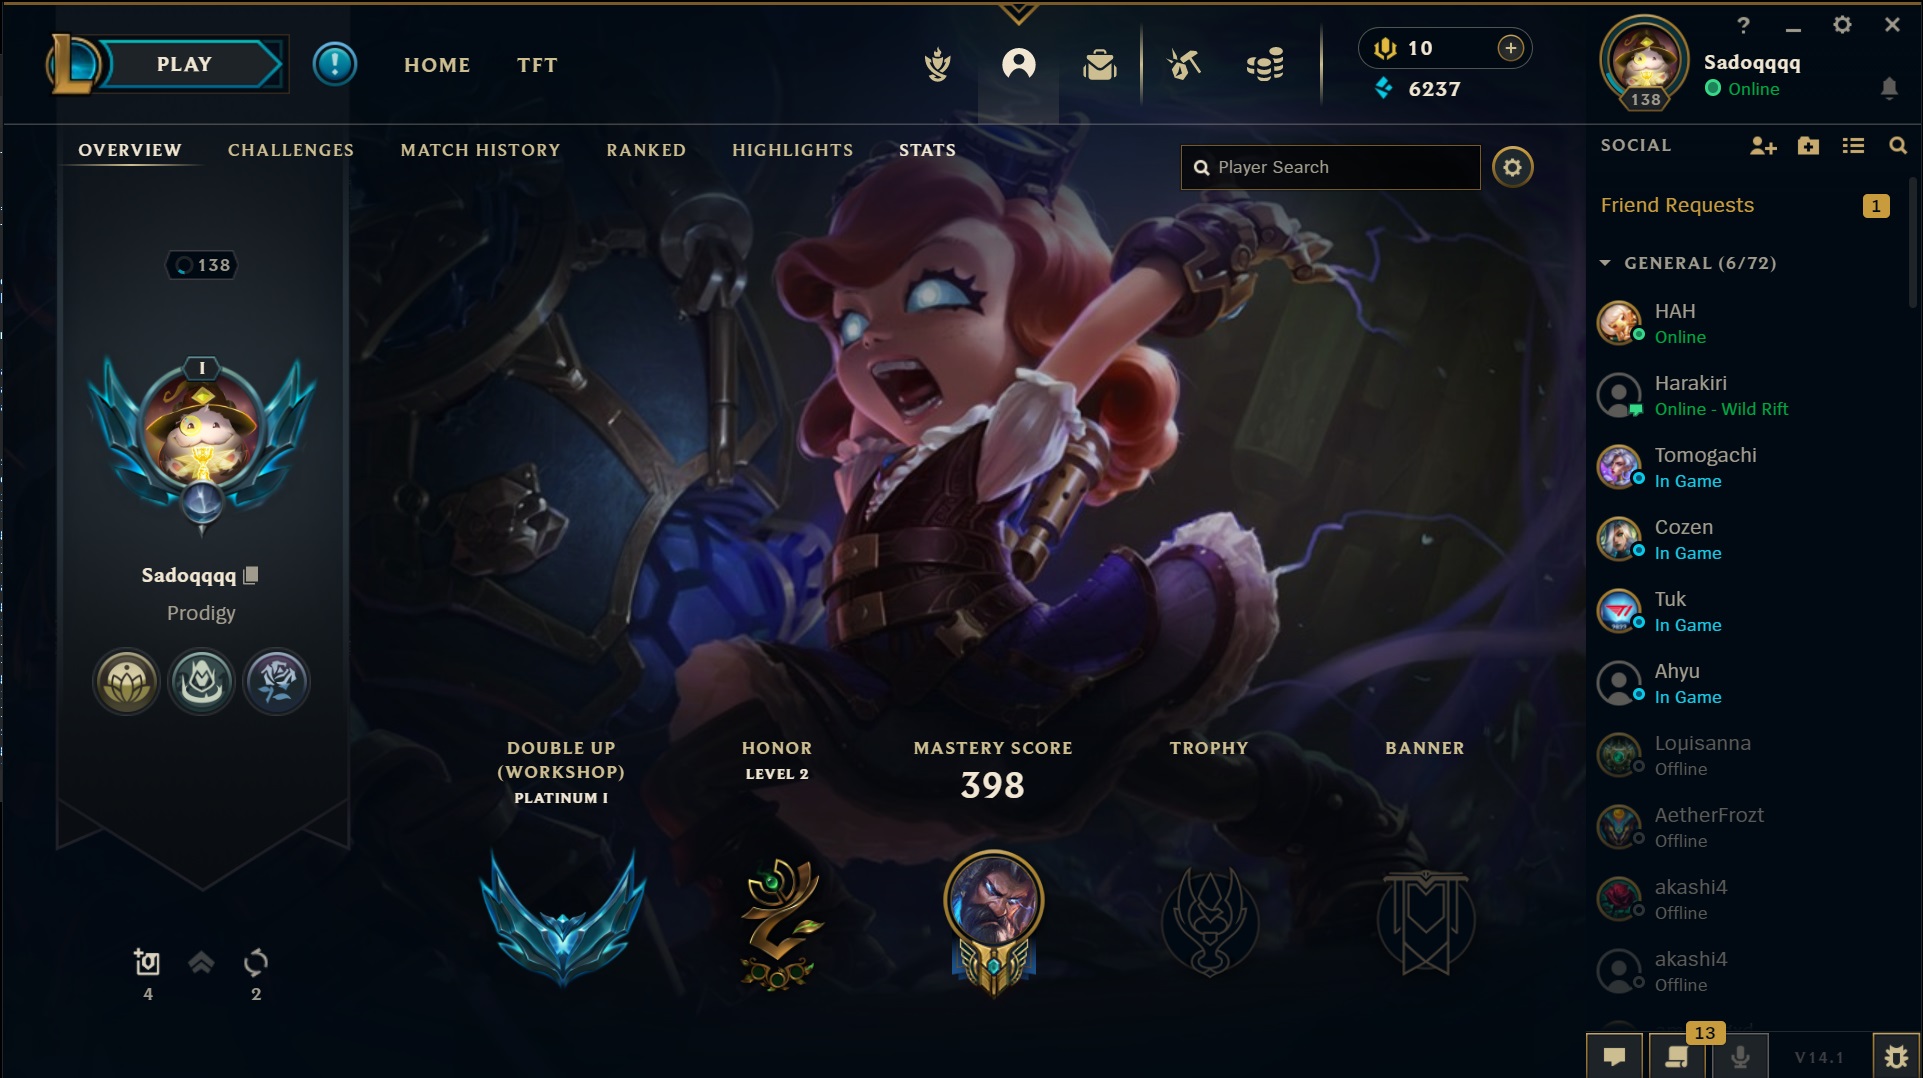 PLAY
HOME
TFT
10
6237
?
Sadoqqqq
Online
138
OVERVIEW
CHALLENGES
MATCH HISTORY
RANKED
HIGHLIGHTS
STATS
Player Search
SOCIAL
Friend Requests
1
GENERAL (6/72)
138
I
Sadoqqqq
Prodigy
HAH
Online
Harakiri
Online - Wild Rift
Tomogachi
In Game
Cozen
In Game
Tuk
In Game
Ahyu
In Game
Loμisanna
Offline
AetherFrozt
Offline
akashi4
Offline
akashi4
Offline
DOUBLE UP
(WORKSHOP)
PLATINUM I
HONOR
LEVEL 2
MASTERY SCORE
398
TROPHY
BANNER
4
2
13
V14.1